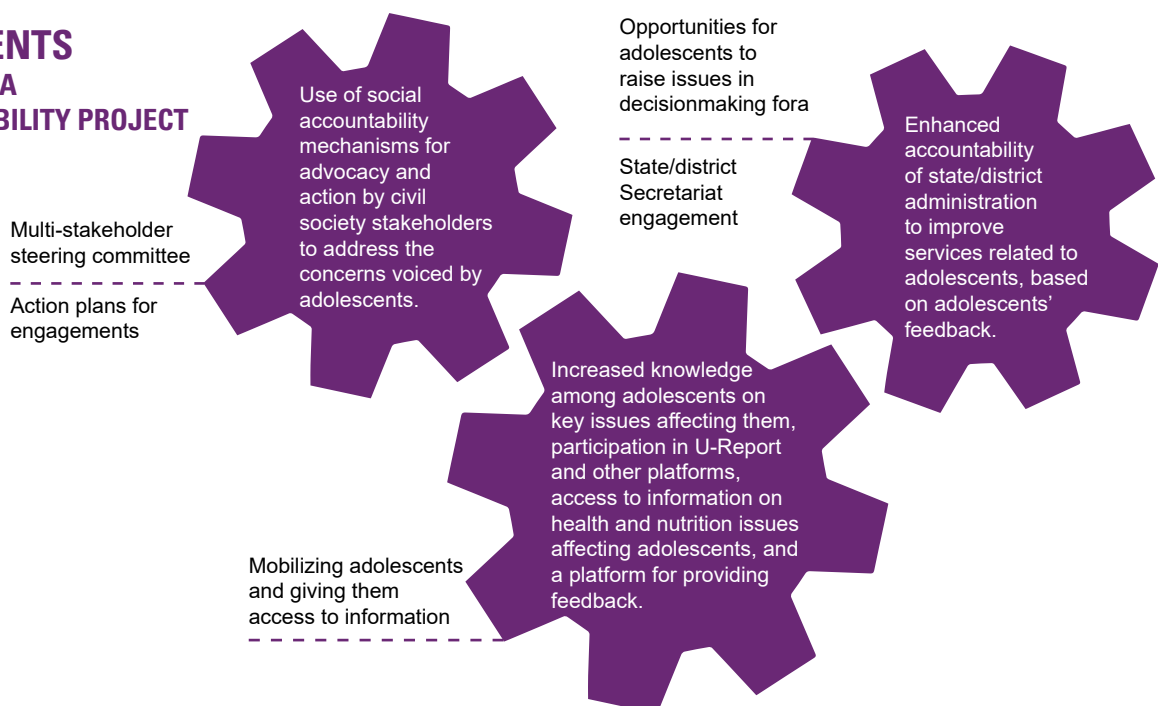 ENTS
A
BILITY PROJECT
Use of social
accountability
mechanisms for
advocacy and
action by civil
society stakeholders
to address the
concerns voiced by
adolescents.
Multi-stakeholder
steering committee
Action plans for
engagements
Opportunities for
adolescents to
raise issues in
decisionmaking fora
State/district
Secretariat
engagement
Enhanced
accountability
of state/district
administration
to improve
services related to
adolescents, based
on adolescents’
feedback.
Increased knowledge
among adolescents on
key issues affecting them,
participation in U-Report
and other platforms,
access to information on
health and nutrition issues
affecting adolescents, and
a platform for providing
feedback.
Mobilizing adolescents
and giving them
access to information